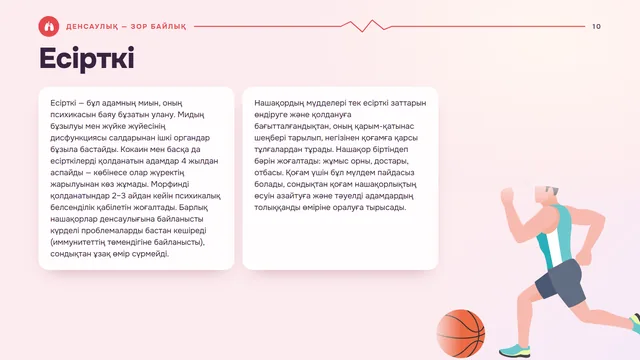 ДЕНСАУЛЫҚ — ЗОР БАЙЛЫҚ
10
Есірткі
Есірткі — бұл адамның миын, оның
психикасын баяу бұзатын улану. Мидың
бұзылуы мен жүйке жүйесінің
дисфункциясы салдарынан ішкі органдар
бұзыла бастайды. Кокаин мен басқа да
есірткілерді қолданатын адамдар 4 жылдан
аспайды — көбінесе олар жүректің
жарылуынан көз жұмады. Морфинді
қолданатындар 2–3 айдан кейін психикалық
белсенділік қабілетін жоғалтады. Барлық
нашақорлар денсаулығына байланысты
күрделі проблемаларды бастан кешіреді
(иммунитеттің төмендігіне байланысты),
сондықтан ұзақ өмір сүрмейді.
Нашақордың мүдделері тек есірткі заттарын
өндіруге және қолдануға
бағытталғандықтан, оның қарым-қатынас
шеңбері тарылып, негізінен қоғамға қарсы
тұлғалардан тұрады. Нашақор біртіндеп
бәрін жоғалтады: жұмыс орны, достары,
отбасы. Қоғам үшін бұл мүлдем пайдасыз
болады, сондықтан қоғам нашақорлықтың
өсуін азайтуға және тәуелді адамдардың
толыққанды өміріне оралуға тырысады.